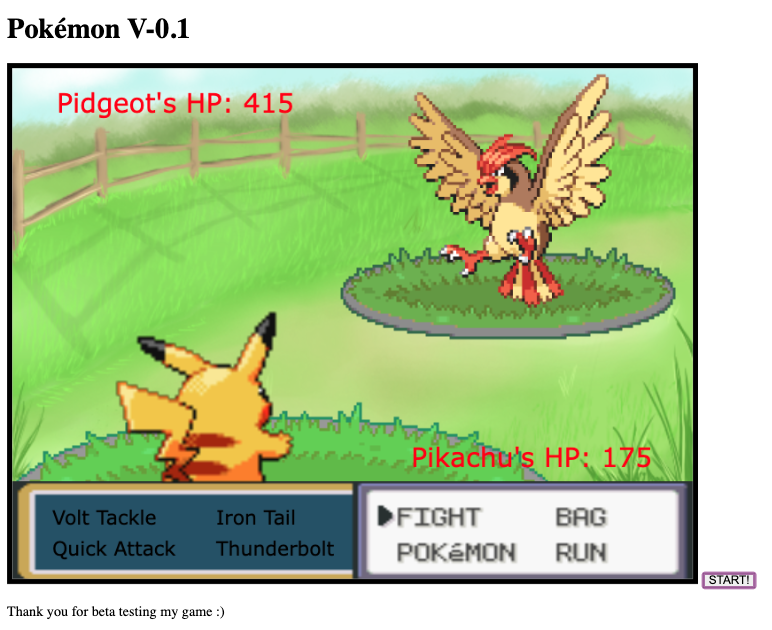 Pokémon V-0.1
Pidgeot's HP: 415
Pikachu's HP: 175
Volt Tackle Iron Tail FIGHT BAG
Quick Attack Thunderbolt POKéMON RUN
START!
Thank you for beta testing my game :)